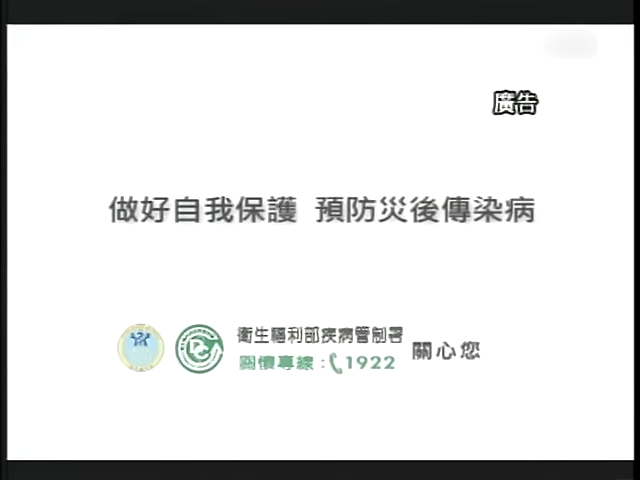 廣告
做好自我保護 預防災後傳染病
衛生福利部疾病管制署
關懷專線：1922
關心您